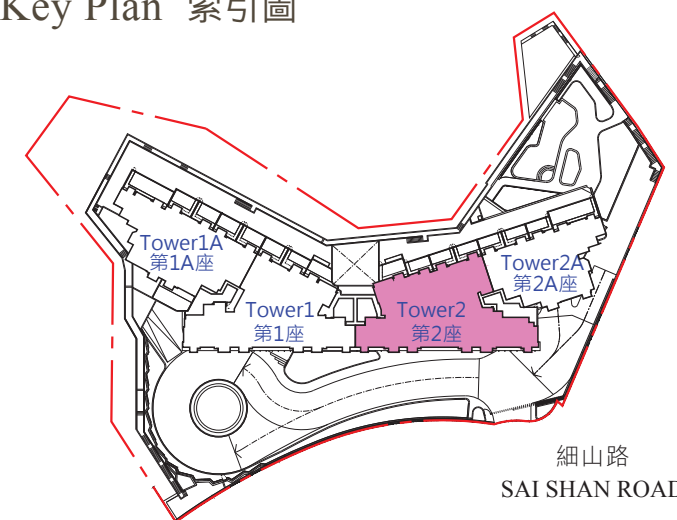 Key Plan 索引圖
Tower1A
第1A座
Tower1
第1座
Tower2
第2座
Tower2A
第2A座
細山路
SAI SHAN ROAD